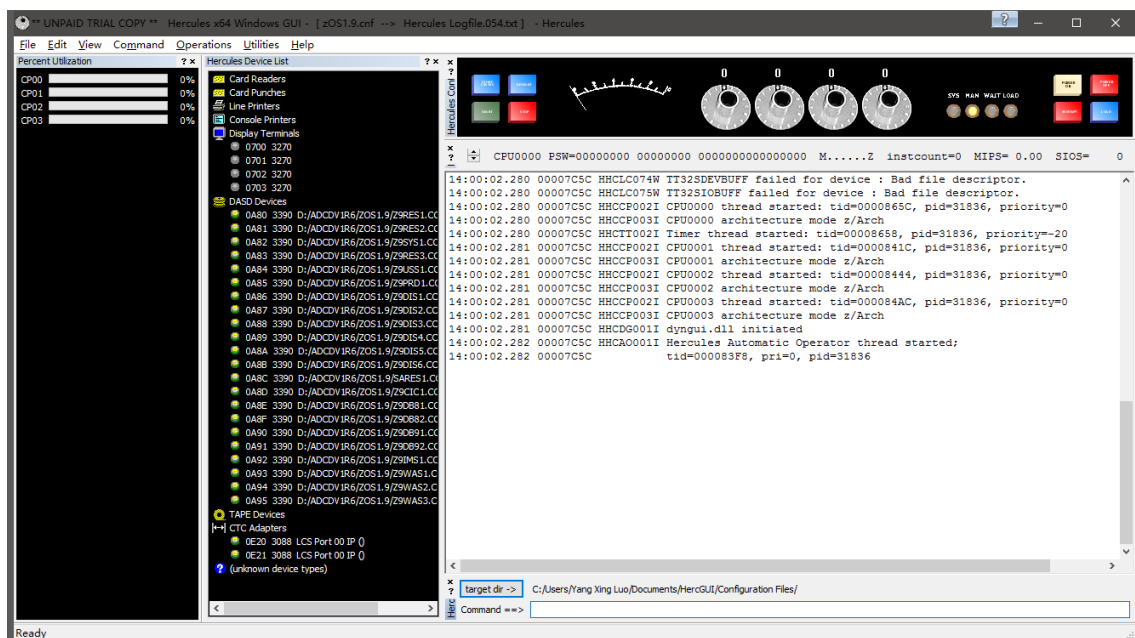 ** UNPAID TRIAL COPY ** Hercules x64 Windows GUI - [ zOS1.9.cnf --> Hercules Logfile.054.txt ] - Hercules
File Edit View Command Operations Utilities Help
Percent Utilization
CP00 0%
CP01 0%
CP02 0%
CP03 0%
Hercules Device List
Card Readers
Card Punches
Line Printers
Console Printers
Display Terminals
0700 3270
0701 3270
0702 3270
0703 3270
DASD Devices
0A80 3390 D:/ADCDV1R6/ZOS1.9/Z9RES1.CC
0A81 3390 D:/ADCDV1R6/ZOS1.9/Z9RES2.CC
0A82 3390 D:/ADCDV1R6/ZOS1.9/Z9SYS1.CC
0A83 3390 D:/ADCDV1R6/ZOS1.9/Z9RES3.CC
0A84 3390 D:/ADCDV1R6/ZOS1.9/Z9USS1.CC
0A85 3390 D:/ADCDV1R6/ZOS1.9/Z9PRD1.CC
0A86 3390 D:/ADCDV1R6/ZOS1.9/Z9DIS1.CC
0A87 3390 D:/ADCDV1R6/ZOS1.9/Z9DIS2.CC
0A88 3390 D:/ADCDV1R6/ZOS1.9/Z9DIS3.CC
0A89 3390 D:/ADCDV1R6/ZOS1.9/Z9DIS4.CC
0A8A 3390 D:/ADCDV1R6/ZOS1.9/Z9DIS5.CC
0A8B 3390 D:/ADCDV1R6/ZOS1.9/Z9DIS6.CC
0A8C 3390 D:/ADCDV1R6/ZOS1.9/SARES1.C
0A8D 3390 D:/ADCDV1R6/ZOS1.9/Z9CIC1.CC
0A8E 3390 D:/ADCDV1R6/ZOS1.9/Z9DB81.CC
0A8F 3390 D:/ADCDV1R6/ZOS1.9/Z9DB82.CC
0A90 3390 D:/ADCDV1R6/ZOS1.9/Z9DB91.CC
0A91 3390 D:/ADCDV1R6/ZOS1.9/Z9DB92.CC
0A92 3390 D:/ADCDV1R6/ZOS1.9/Z9IMS1.CC
0A93 3390 D:/ADCDV1R6/ZOS1.9/Z9WAS1.C
0A94 3390 D:/ADCDV1R6/ZOS1.9/Z9WAS2.C
0A95 3390 D:/ADCDV1R6/ZOS1.9/Z9WAS3.C
TAPE Devices
CTC Adapters
0E20 3088 LCS Port 00 IP ()
0E21 3088 LCS Port 00 IP ()
(unknown device types)
Hercules Conl
0 0 0 0
SYS MAN WAIT LOAD
POWER ON
CPU0000 PSW=00000000 00000000 0000000000000000 M......Z instcount=0 MIPS= 0.00 SIOS= 0
14:00:02.280 00007C5C HHCLC074W TT32SDEVBUFF failed for device : Bad file descriptor.
14:00:02.280 00007C5C HHCLC075W TT32SIOBUFF failed for device : Bad file descriptor.
14:00:02.280 00007C5C HHCCP002I CPU0000 thread started: tid=0000865C, pid=31836, priority=0
14:00:02.280 00007C5C HHCCP003I CPU0000 architecture mode z/Arch
14:00:02.280 00007C5C HHCTT002I Timer thread started: tid=00008658, pid=31836, priority=-20
14:00:02.281 00007C5C HHCCP002I CPU0001 thread started: tid=0000841C, pid=31836, priority=0
14:00:02.281 00007C5C HHCCP003I CPU0001 architecture mode z/Arch
14:00:02.281 00007C5C HHCCP002I CPU0002 thread started: tid=00008444, pid=31836, priority=0
14:00:02.281 00007C5C HHCCP003I CPU0002 architecture mode z/Arch
14:00:02.281 00007C5C HHCCP002I CPU0003 thread started: tid=000084AC, pid=31836, priority=0
14:00:02.281 00007C5C HHCCP003I CPU0003 architecture mode z/Arch
14:00:02.281 00007C5C HHCDG001I dyngui.dll initiated
14:00:02.282 00007C5C HHCAO001I Hercules Automatic Operator thread started;
14:00:02.282 00007C5C tid=000083F8, pri=0, pid=31836
target dir -> C:/Users/Yang Xing Luo/Documents/HercGUI/Configuration Files/
Herc
Command ==>
Ready